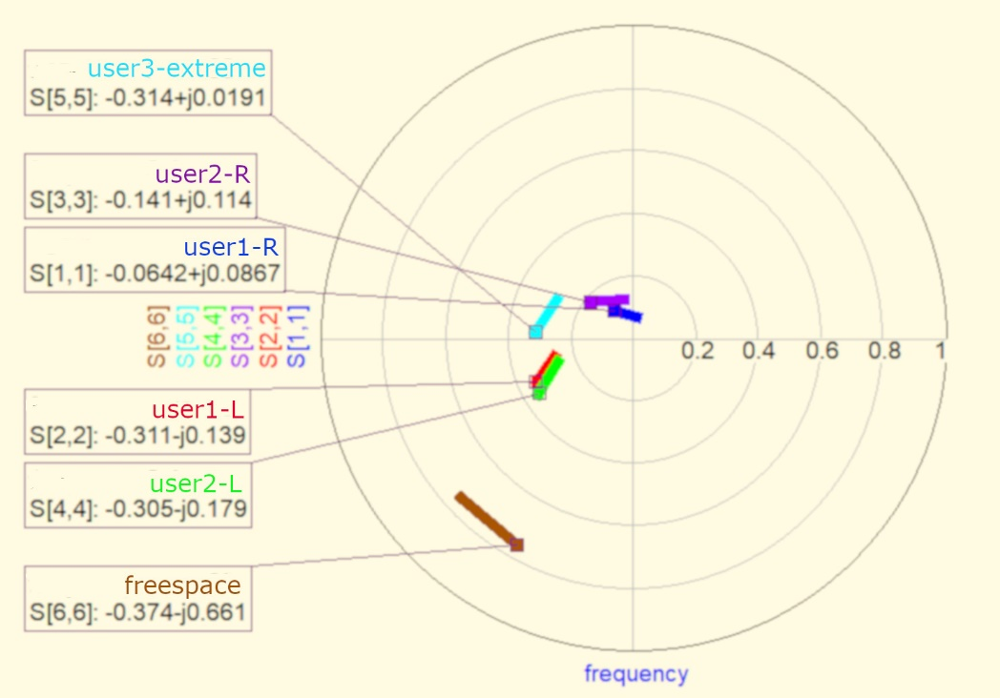 user3-extreme
S[5,5]: -0.314+j0.0191
user2-R
S[3,3]: -0.141+j0.114
user1-R
S[1,1]: -0.0642+j0.0867
S[6,6]
S[5,5]
S[4,4]
S[3,3]
S[2,2]
S[1,1]
0.2 0.4 0.6 0.8 1
user1-L
S[2,2]: -0.311-j0.139
user2-L
S[4,4]: -0.305-j0.179
freespace
S[6,6]: -0.374-j0.661
frequency